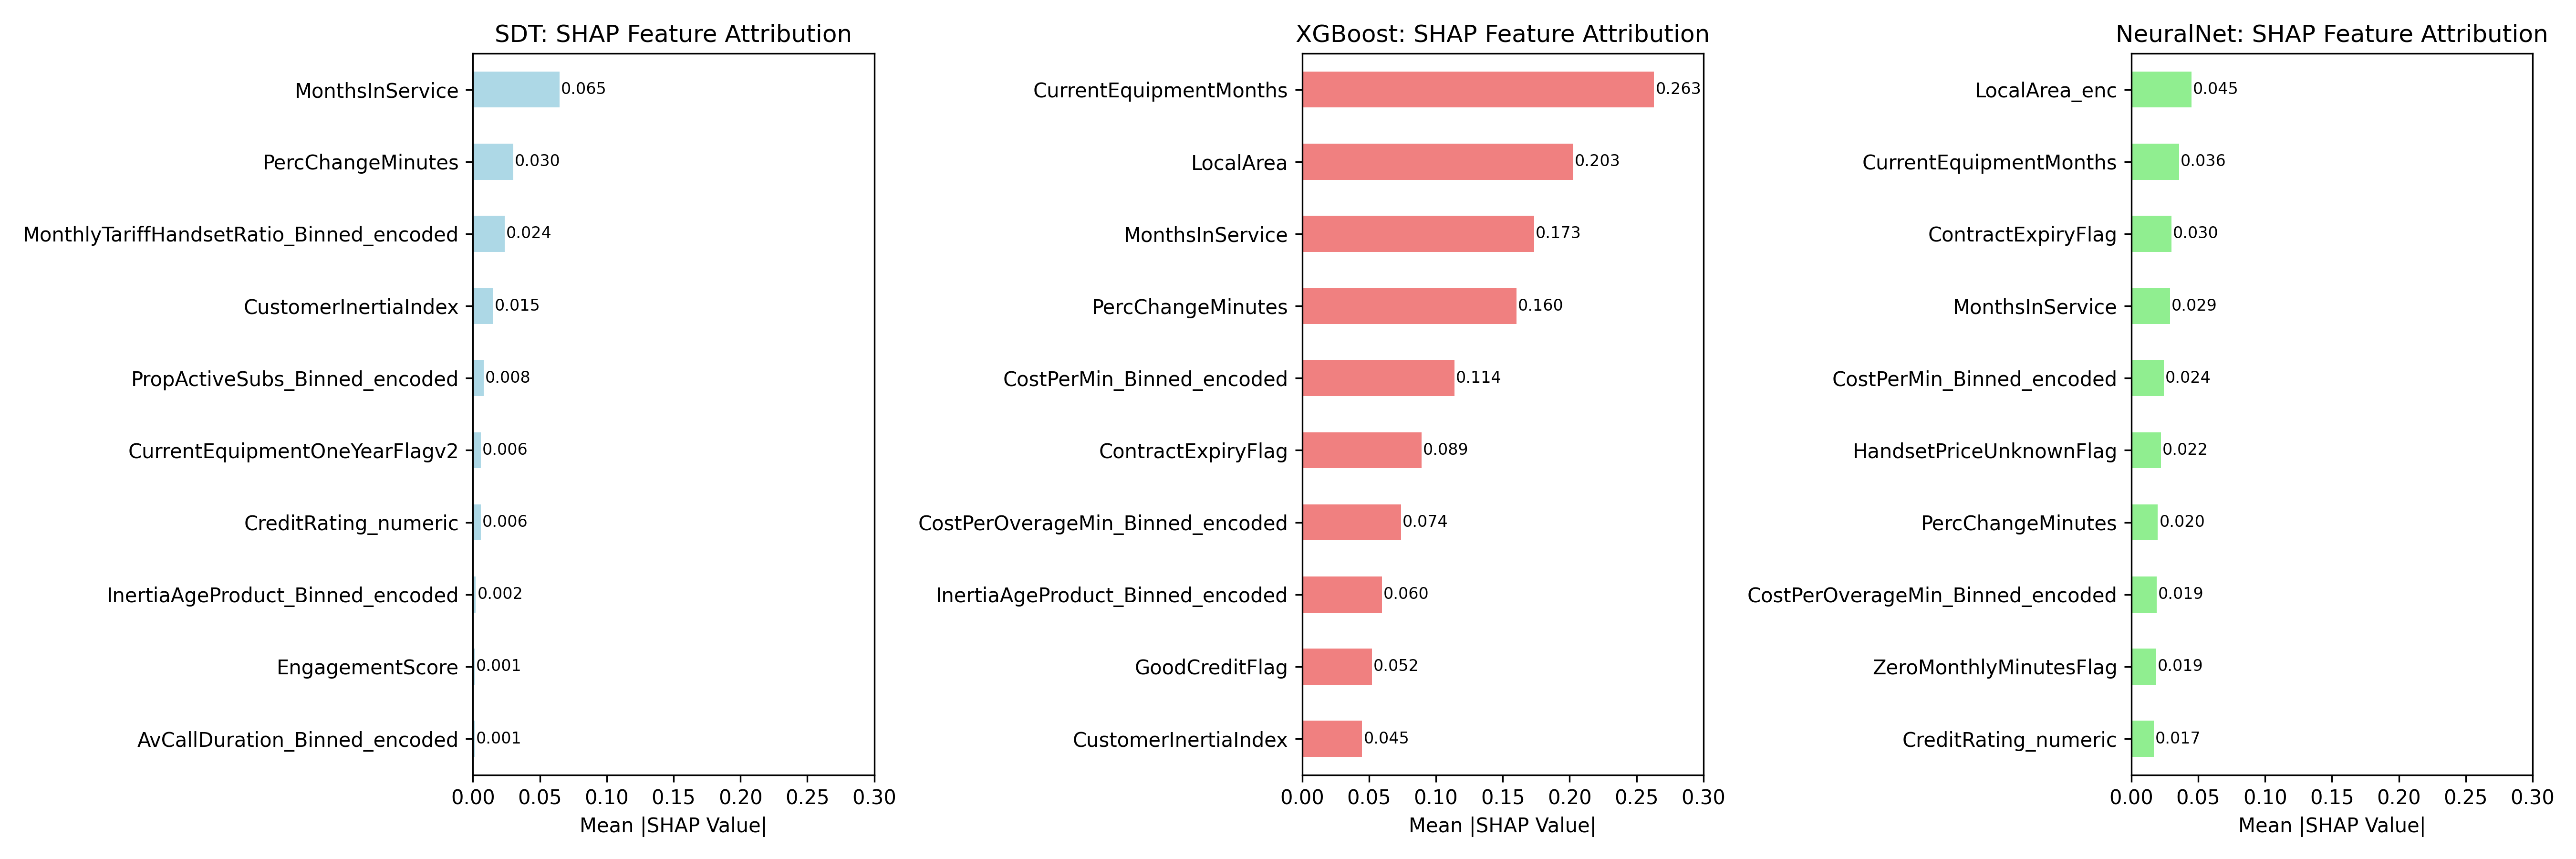 SDT: SHAP Feature Attribution
MonthsInService 0.065
PercChangeMinutes 0.030
MonthlyTariffHandsetRatio_Binned_encoded 0.024
CustomerInertiaIndex 0.015
PropActiveSubs_Binned_encoded 0.008
CurrentEquipmentOneYearFlagv2 0.006
CreditRating_numeric 0.006
InertiaAgeProduct_Binned_encoded 0.002
EngagementScore 0.001
AvCallDuration_Binned_encoded 0.001
0.00 0.05 0.10 0.15 0.20 0.25 0.30
Mean |SHAP Value|
XGBoost: SHAP Feature Attribution
CurrentEquipmentMonths 0.263
LocalArea 0.203
MonthsInService 0.173
PercChangeMinutes 0.160
CostPerMin_Binned_encoded 0.114
ContractExpiryFlag 0.089
CostPerOverageMin_Binned_encoded 0.074
InertiaAgeProduct_Binned_encoded 0.060
GoodCreditFlag 0.052
CustomerInertiaIndex 0.045
0.00 0.05 0.10 0.15 0.20 0.25 0.30
Mean |SHAP Value|
NeuralNet: SHAP Feature Attribution
LocalArea_enc 0.045
CurrentEquipmentMonths 0.036
ContractExpiryFlag 0.030
MonthsInService 0.029
CostPerMin_Binned_encoded 0.024
HandsetPriceUnknownFlag 0.022
PercChangeMinutes 0.020
CostPerOverageMin_Binned_encoded 0.019
ZeroMonthlyMinutesFlag 0.019
CreditRating_numeric 0.017
0.00 0.05 0.10 0.15 0.20 0.25 0.30
Mean |SHAP Value|